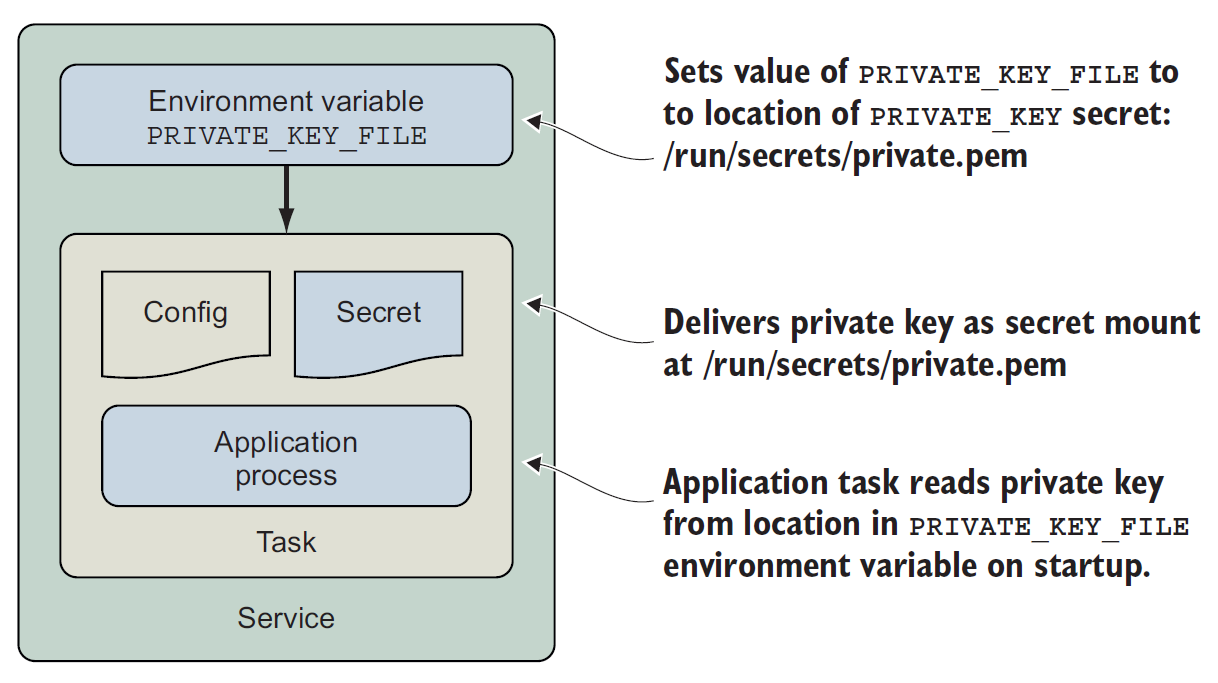 Environment variable
PRIVATE_KEY_FILE
Config
Secret
Application
process
Task
Service
Sets value of PRIVATE_KEY_FILE to
to location of PRIVATE_KEY secret:
/run/secrets/private.pem
Delivers private key as secret mount
at /run/secrets/private.pem
Application task reads private key
from location in PRIVATE_KEY_FILE
environment variable on startup.